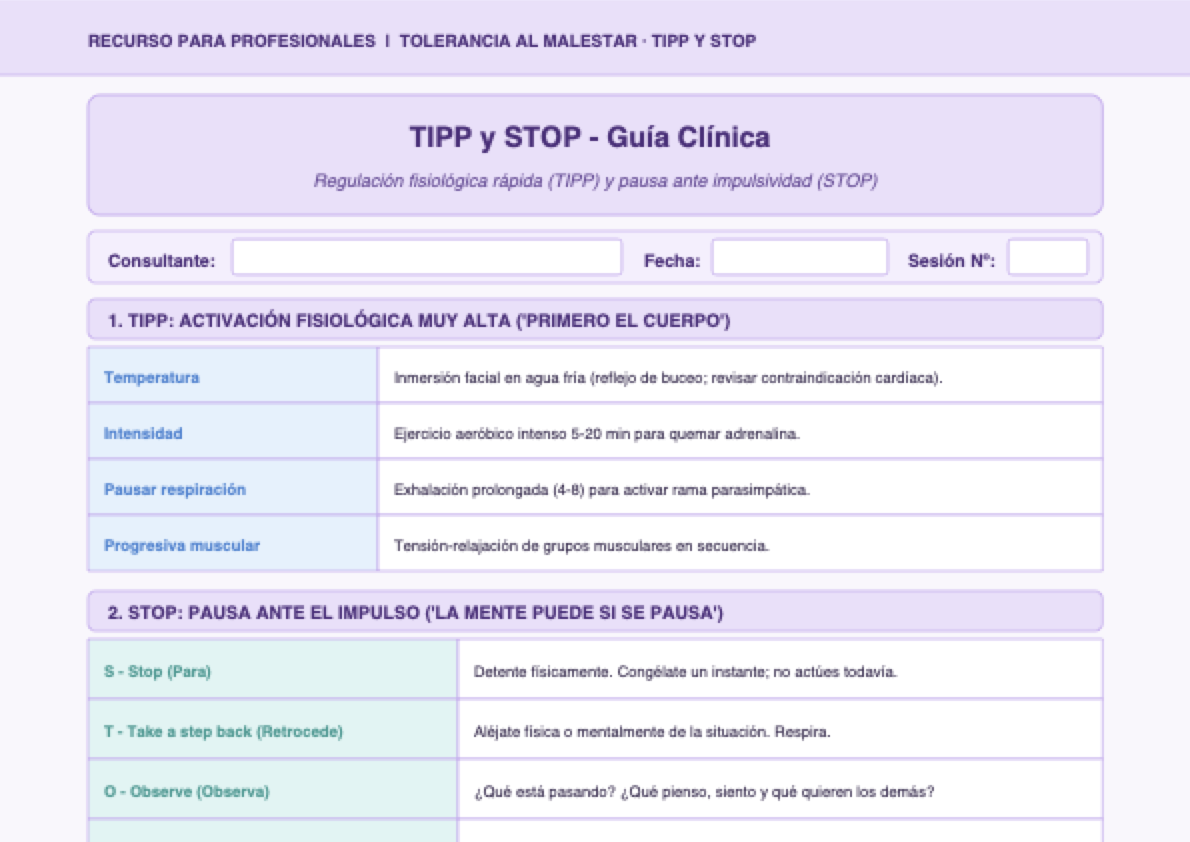 RECURSO PARA PROFESIONALES | TOLERANCIA AL MALESTAR · TIPP Y STOP
TIPP y STOP - Guía Clínica
Regulación fisiológica rápida (TIPP) y pausa ante impulsividad (STOP)
Consultante: Fecha: Sesión Nº:
1. TIPP: ACTIVACIÓN FISIOLÓGICA MUY ALTA ('PRIMERO EL CUERPO')
Temperatura Inmersión facial en agua fría (reflejo de buceo; revisar contraindicación cardíaca).
Intensidad Ejercicio aeróbico intenso 5-20 min para quemar adrenalina.
Pausar respiración Exhalación prolongada (4-8) para activar rama parasimpática.
Progresiva muscular Tensión-relajación de grupos musculares en secuencia.
2. STOP: PAUSA ANTE EL IMPULSO ('LA MENTE PUEDE SI SE PAUSA')
S - Stop (Para) Detente físicamente. Congélate un instante; no actúes todavía.
T - Take a step back (Retrocede) Aléjate física o mentalmente de la situación. Respira.
O - Observe (Observa) ¿Qué está pasando? ¿Qué pienso, siento y qué quieren los demás?